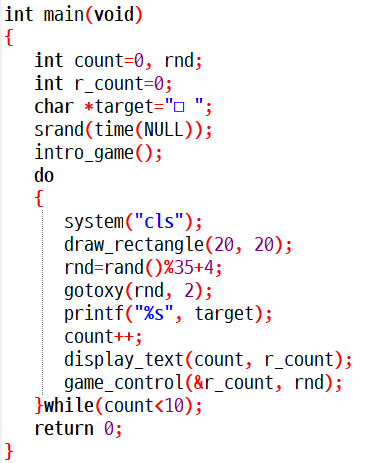 int main(void)
{
int count=0, rnd;
int r_count=0;
char *target="□ ";
srand(time(NULL));
intro_game();
do
{
system("cls");
draw_rectangle(20, 20);
rnd=rand()%35+4;
gotoxy(rnd, 2);
printf("%s", target);
count++;
display_text(count, r_count);
game_control(&r_count, rnd);
}while(count<10);
return 0;
}